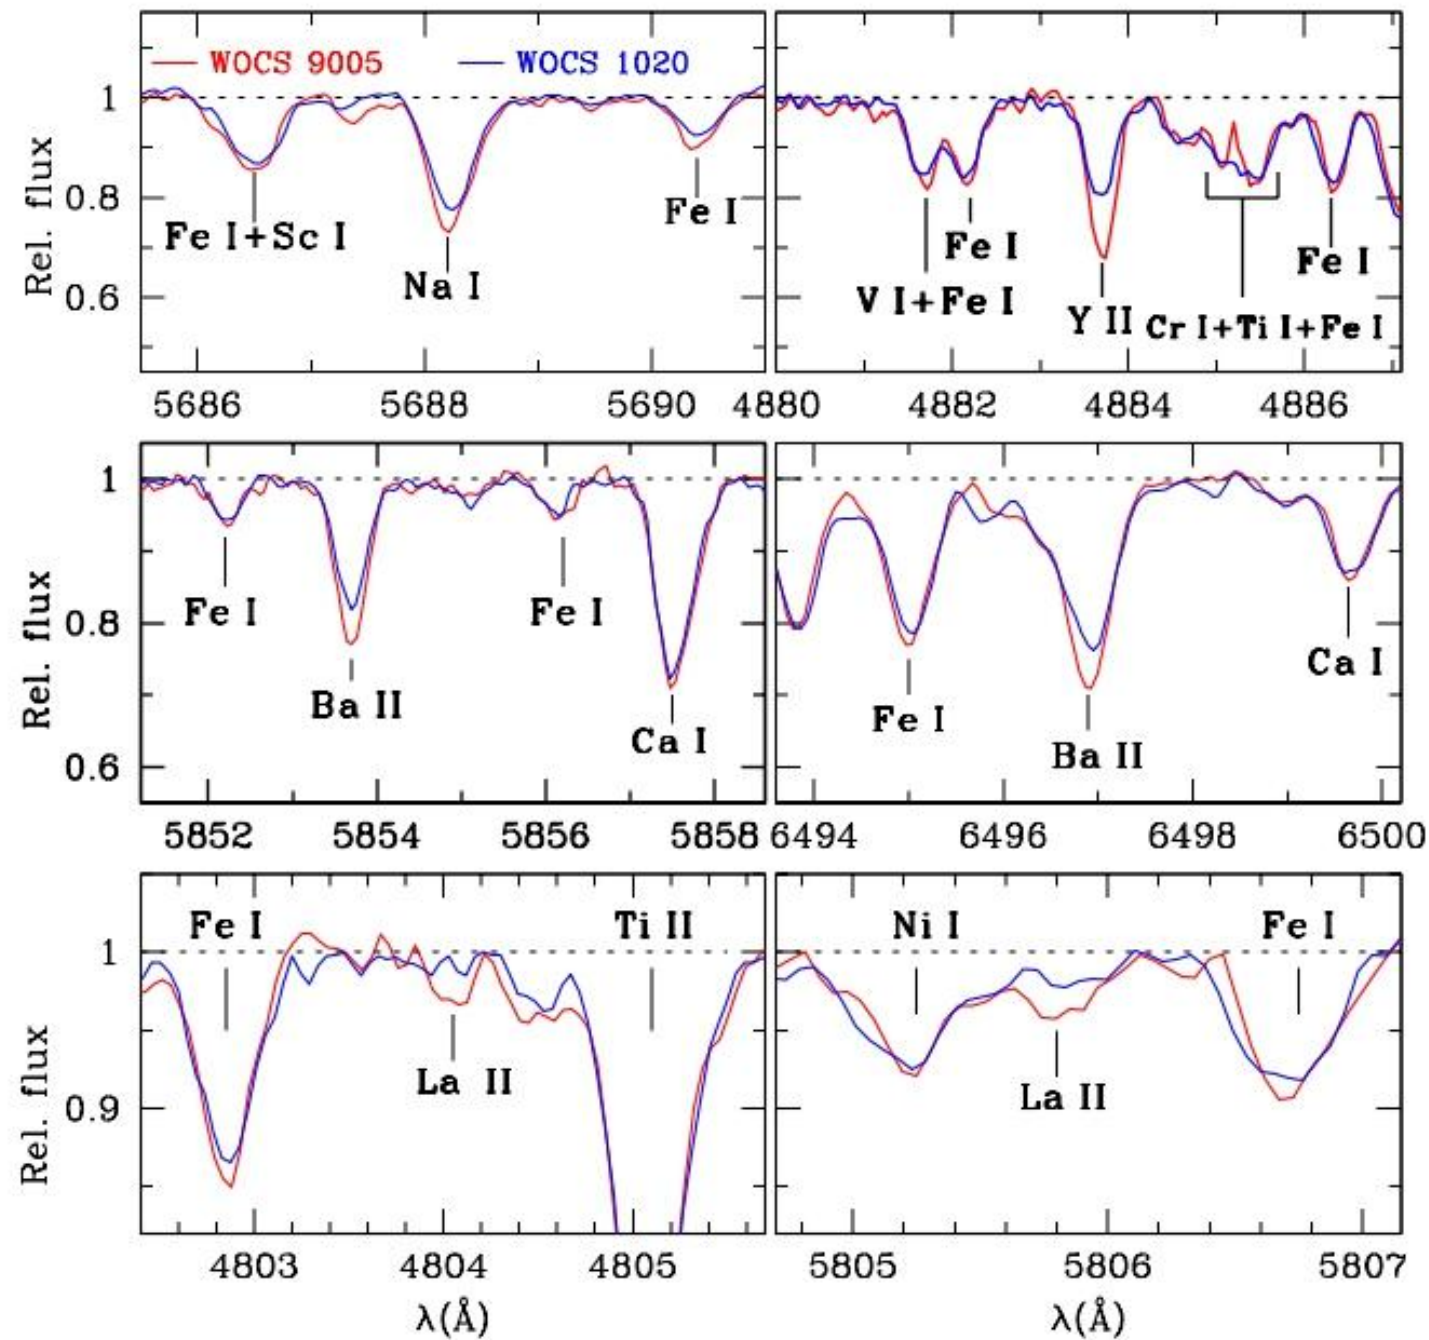 WOCS 9005 WOCS 1020
1
0.8
0.6
Rel. flux
Fe I+Sc I
Na I
Fe I
V I+Fe I
Fe I
Y II
Cr I+Ti I+Fe I
Fe I
5686 5688 5690 4880 4882 4884 4886
1
0.8
0.6
Rel. flux
Fe I
Ba II
Fe I
Ca I
Fe I
Ba II
Ca I
5852 5854 5856 5858 6494 6496 6498 6500
1
0.9
Rel. flux
Fe I
La II
Ti II
Ni I
La II
Fe I
4803 4804 4805 5805 5806 5807
λ(Å) λ(Å)